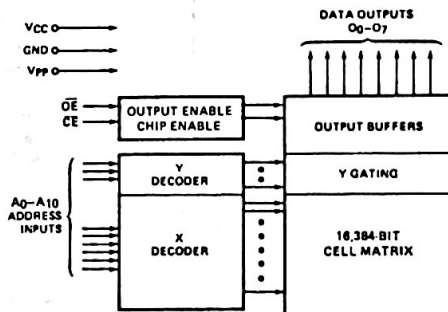 DATA OUTPUTS
O0–O7
VCC
GND
VPP
OE
CE
OUTPUT ENABLE
CHIP ENABLE
OUTPUT BUFFERS
Y
DECODER
Y GATING
A0–A10
ADDRESS
INPUTS
X
DECODER
16,384-BIT
CELL MATRIX